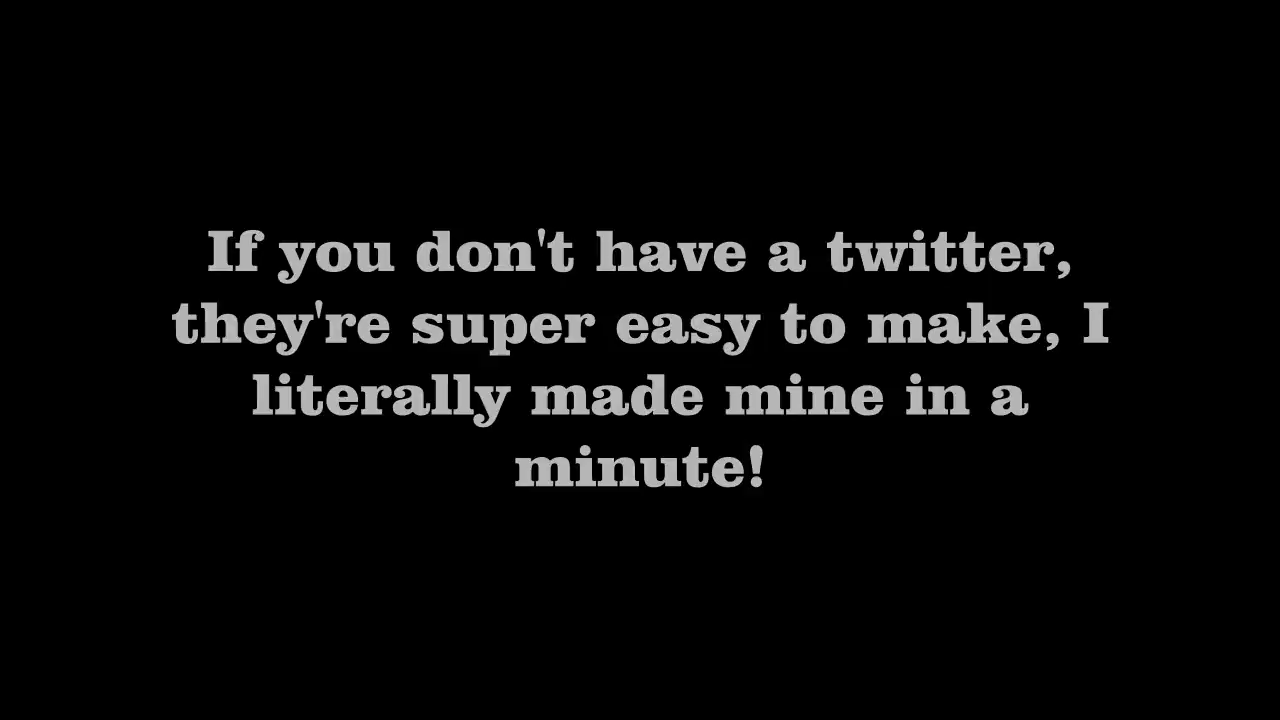 If you don't have a twitter,
they're super easy to make, I
literally made mine in a
minute!